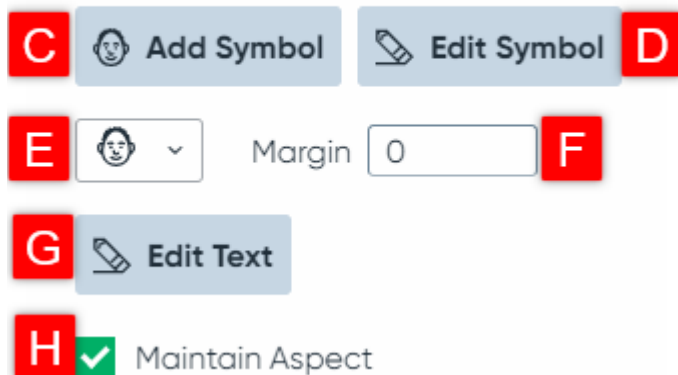 C Add Symbol Edit Symbol D
E Margin 0 F
G Edit Text
H Maintain Aspect